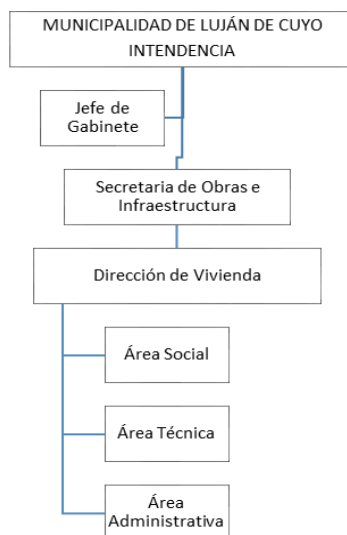 MUNICIPALIDAD DE LUJÁN DE CUYO
INTENDENCIA
Jefe de
Gabinete
Secretaria de Obras e
Infraestructura
Dirección de Vivienda
Área Social
Área Técnica
Área
Administrativa